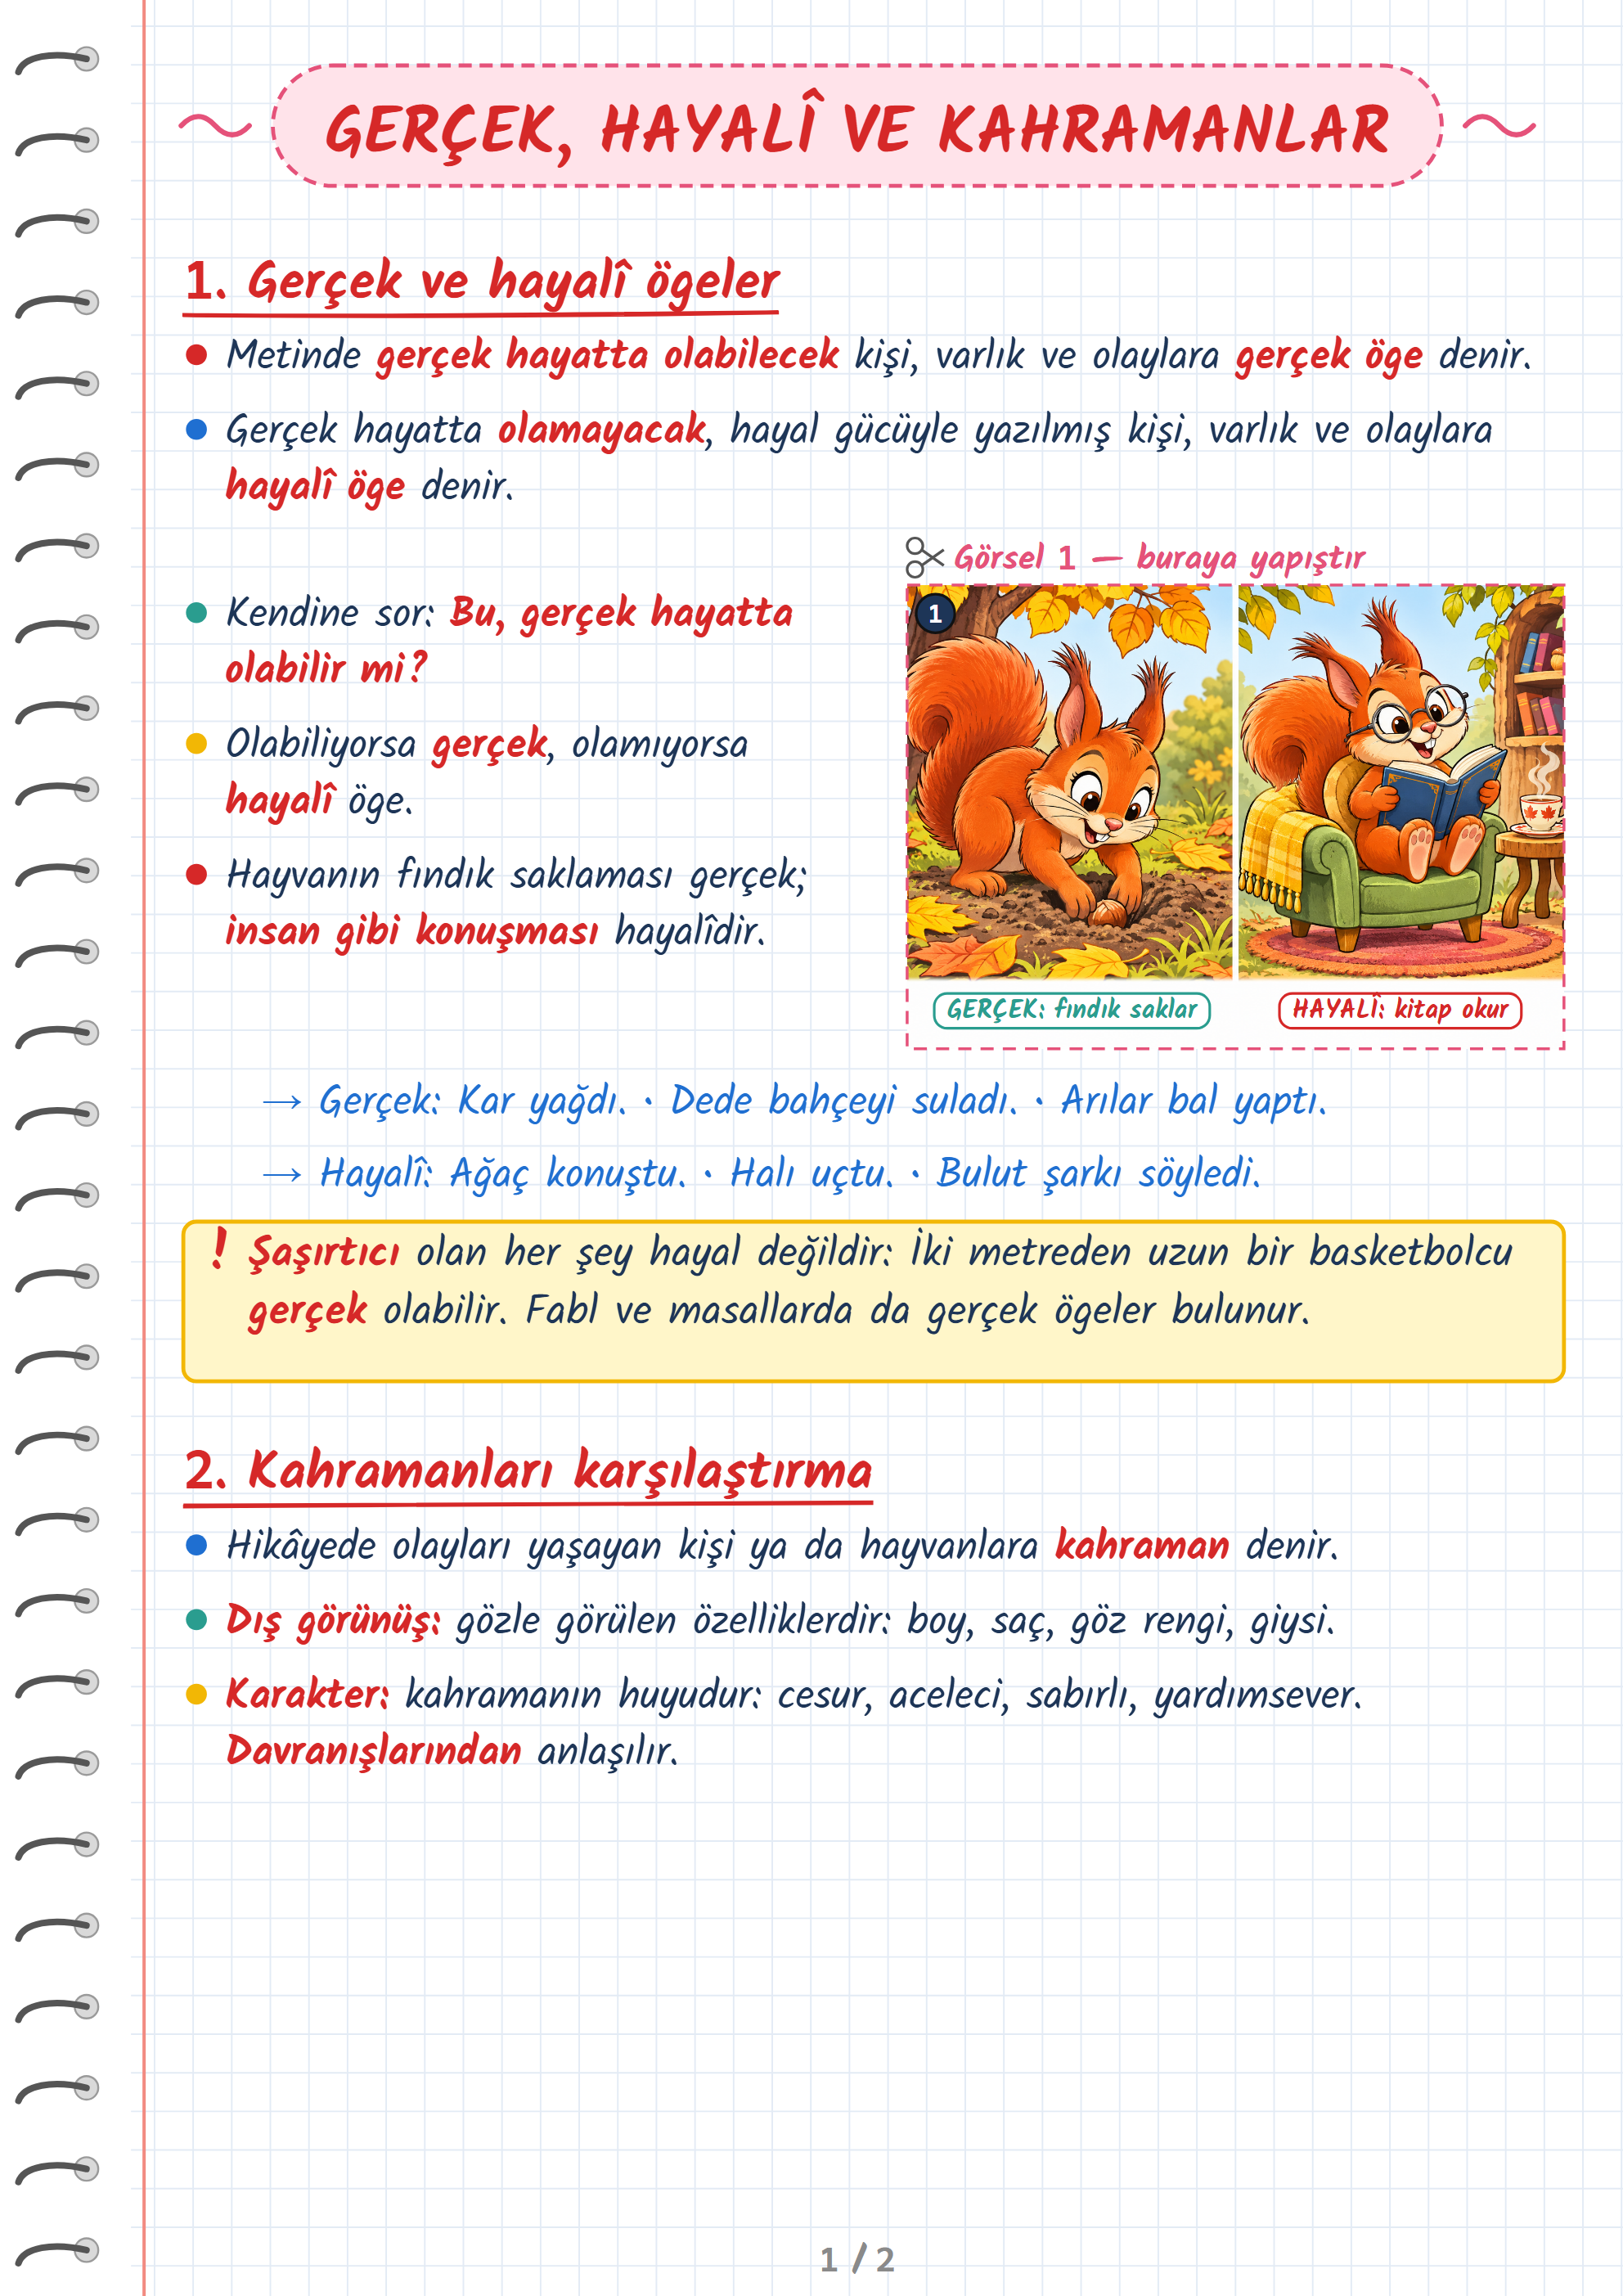 GERÇEK, HAYALÎ VE KAHRAMANLAR
1. Gerçek ve hayalî ögeler
Metinde gerçek hayatta olabilecek kişi, varlık ve olaylara gerçek öge denir.
Gerçek hayatta olamayacak, hayal gücüyle yazılmış kişi, varlık ve olaylara
hayalî öge denir.
Kendine sor: Bu, gerçek hayatta
olabilir mi?
Olabiliyorsa gerçek, olamıyorsa
hayalî öge.
Hayvanın fındık saklaması gerçek;
insan gibi konuşması hayalîdir.
Görsel 1 — buraya yapıştır
1
GERÇEK: fındık saklar
HAYALÎ: kitap okur
→ Gerçek: Kar yağdı. · Dede bahçeyi suladı. · Arılar bal yaptı.
→ Hayalî: Ağaç konuştu. · Halı uçtu. · Bulut şarkı söyledi.
! Şaşırtıcı olan her şey hayal değildir: İki metreden uzun bir basketbolcu
gerçek olabilir. Fabl ve masallarda da gerçek ögeler bulunur.
2. Kahramanları karşılaştırma
Hikâyede olayları yaşayan kişi ya da hayvanlara kahraman denir.
Dış görünüş: gözle görülen özelliklerdir: boy, saç, göz rengi, giysi.
Karakter: kahramanın huyudur: cesur, aceleci, sabırlı, yardımsever.
Davranışlarından anlaşılır.
1 / 2